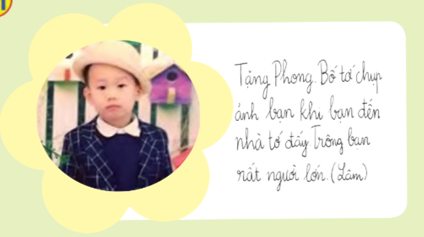 Tặng Phong. Bố tớ chụp
ảnh bạn khi bạn đến
nhà tớ đấy. Trông bạn
rất người lớn. (Lâm)